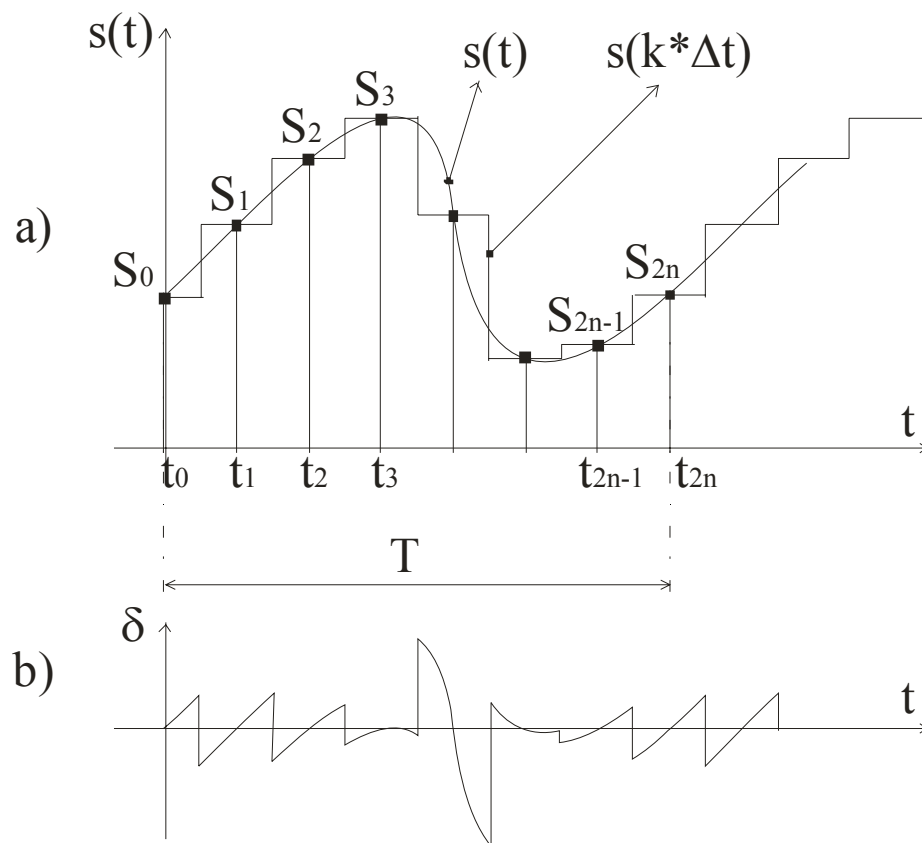 s(t)
s(t)
s(k*Δt)
S3
S2
S1
a)
S0
S2n
S2n-1
t
t0 t1 t2 t3 t2n-1 t2n
T
δ
b)
t